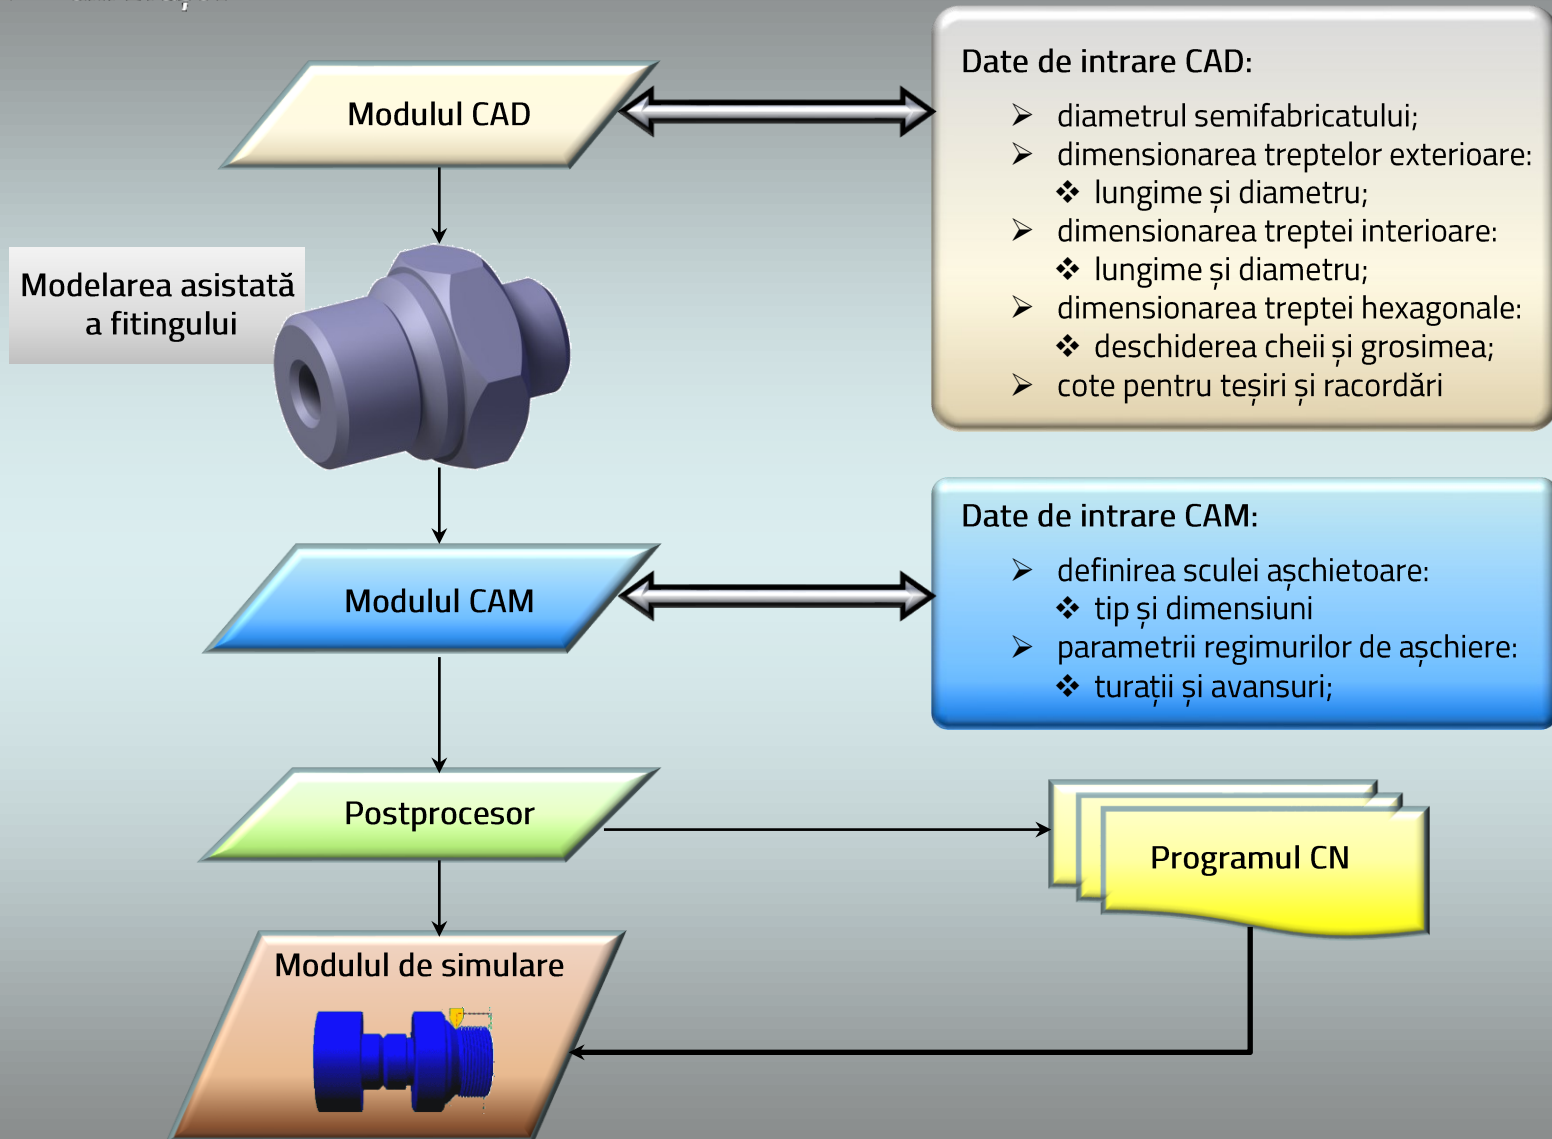 Modulul CAD
Date de intrare CAD:
➢ diametrul semifabricatului;
➢ dimensionarea treptelor exterioare:
❖ lungime și diametru;
➢ dimensionarea treptei interioare:
❖ lungime și diametru;
➢ dimensionarea treptei hexagonale:
❖ deschiderea cheii și grosimea;
➢ cote pentru teșiri și racordări
Modelarea asistată
a fitingului
Modulul CAM
Date de intrare CAM:
➢ definirea sculei așchietoare:
❖ tip și dimensiuni
➢ parametrii regimurilor de așchiere:
❖ turații și avansuri;
Postprocesor
Programul CN
Modulul de simulare